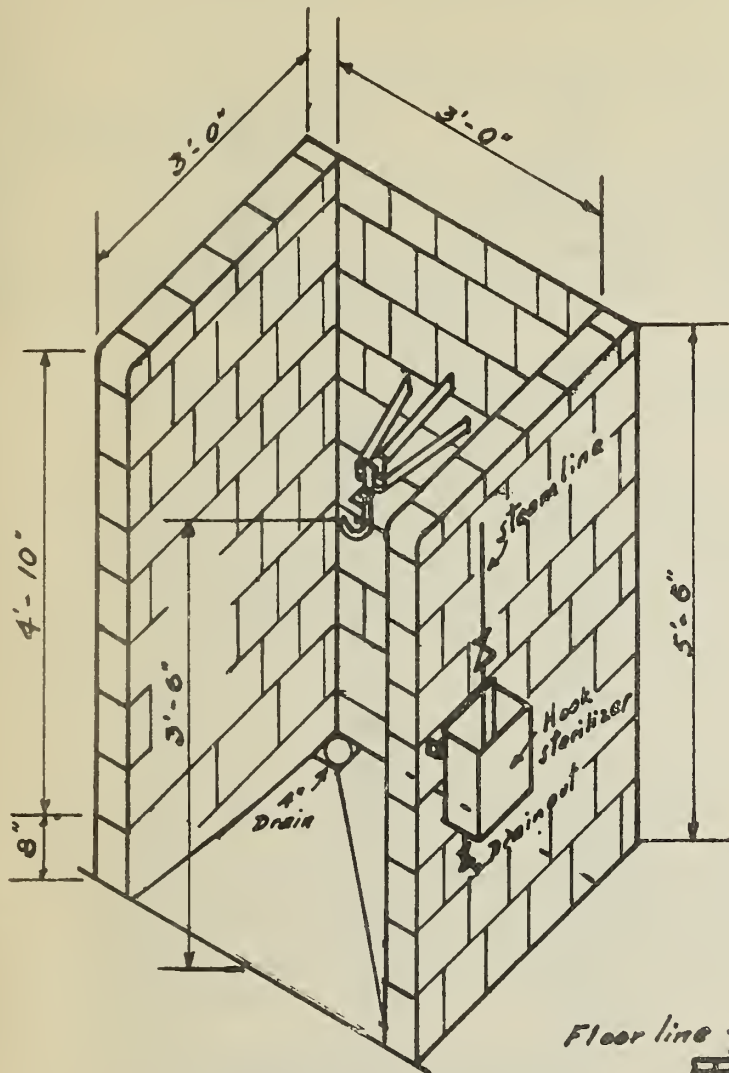 3'-0"
3'-0"
steam line
4'-10"
5'-6"
3'-6"
Hook
sterilizer
4"
Drain
Drain out
8"
Floor line